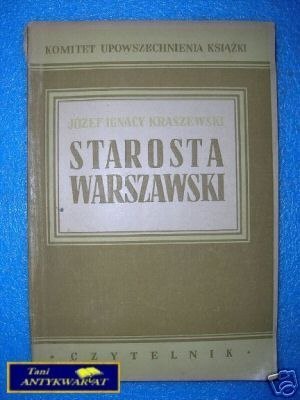 KOMITET UPOWSZECHNIENIA KSIĄŻKI
JÓZEF IGNACY KRASZEWSKI
STAROSTA
WARSZAWSKI
• CZYTELNIK •
Tani
ANTYKWARIAT